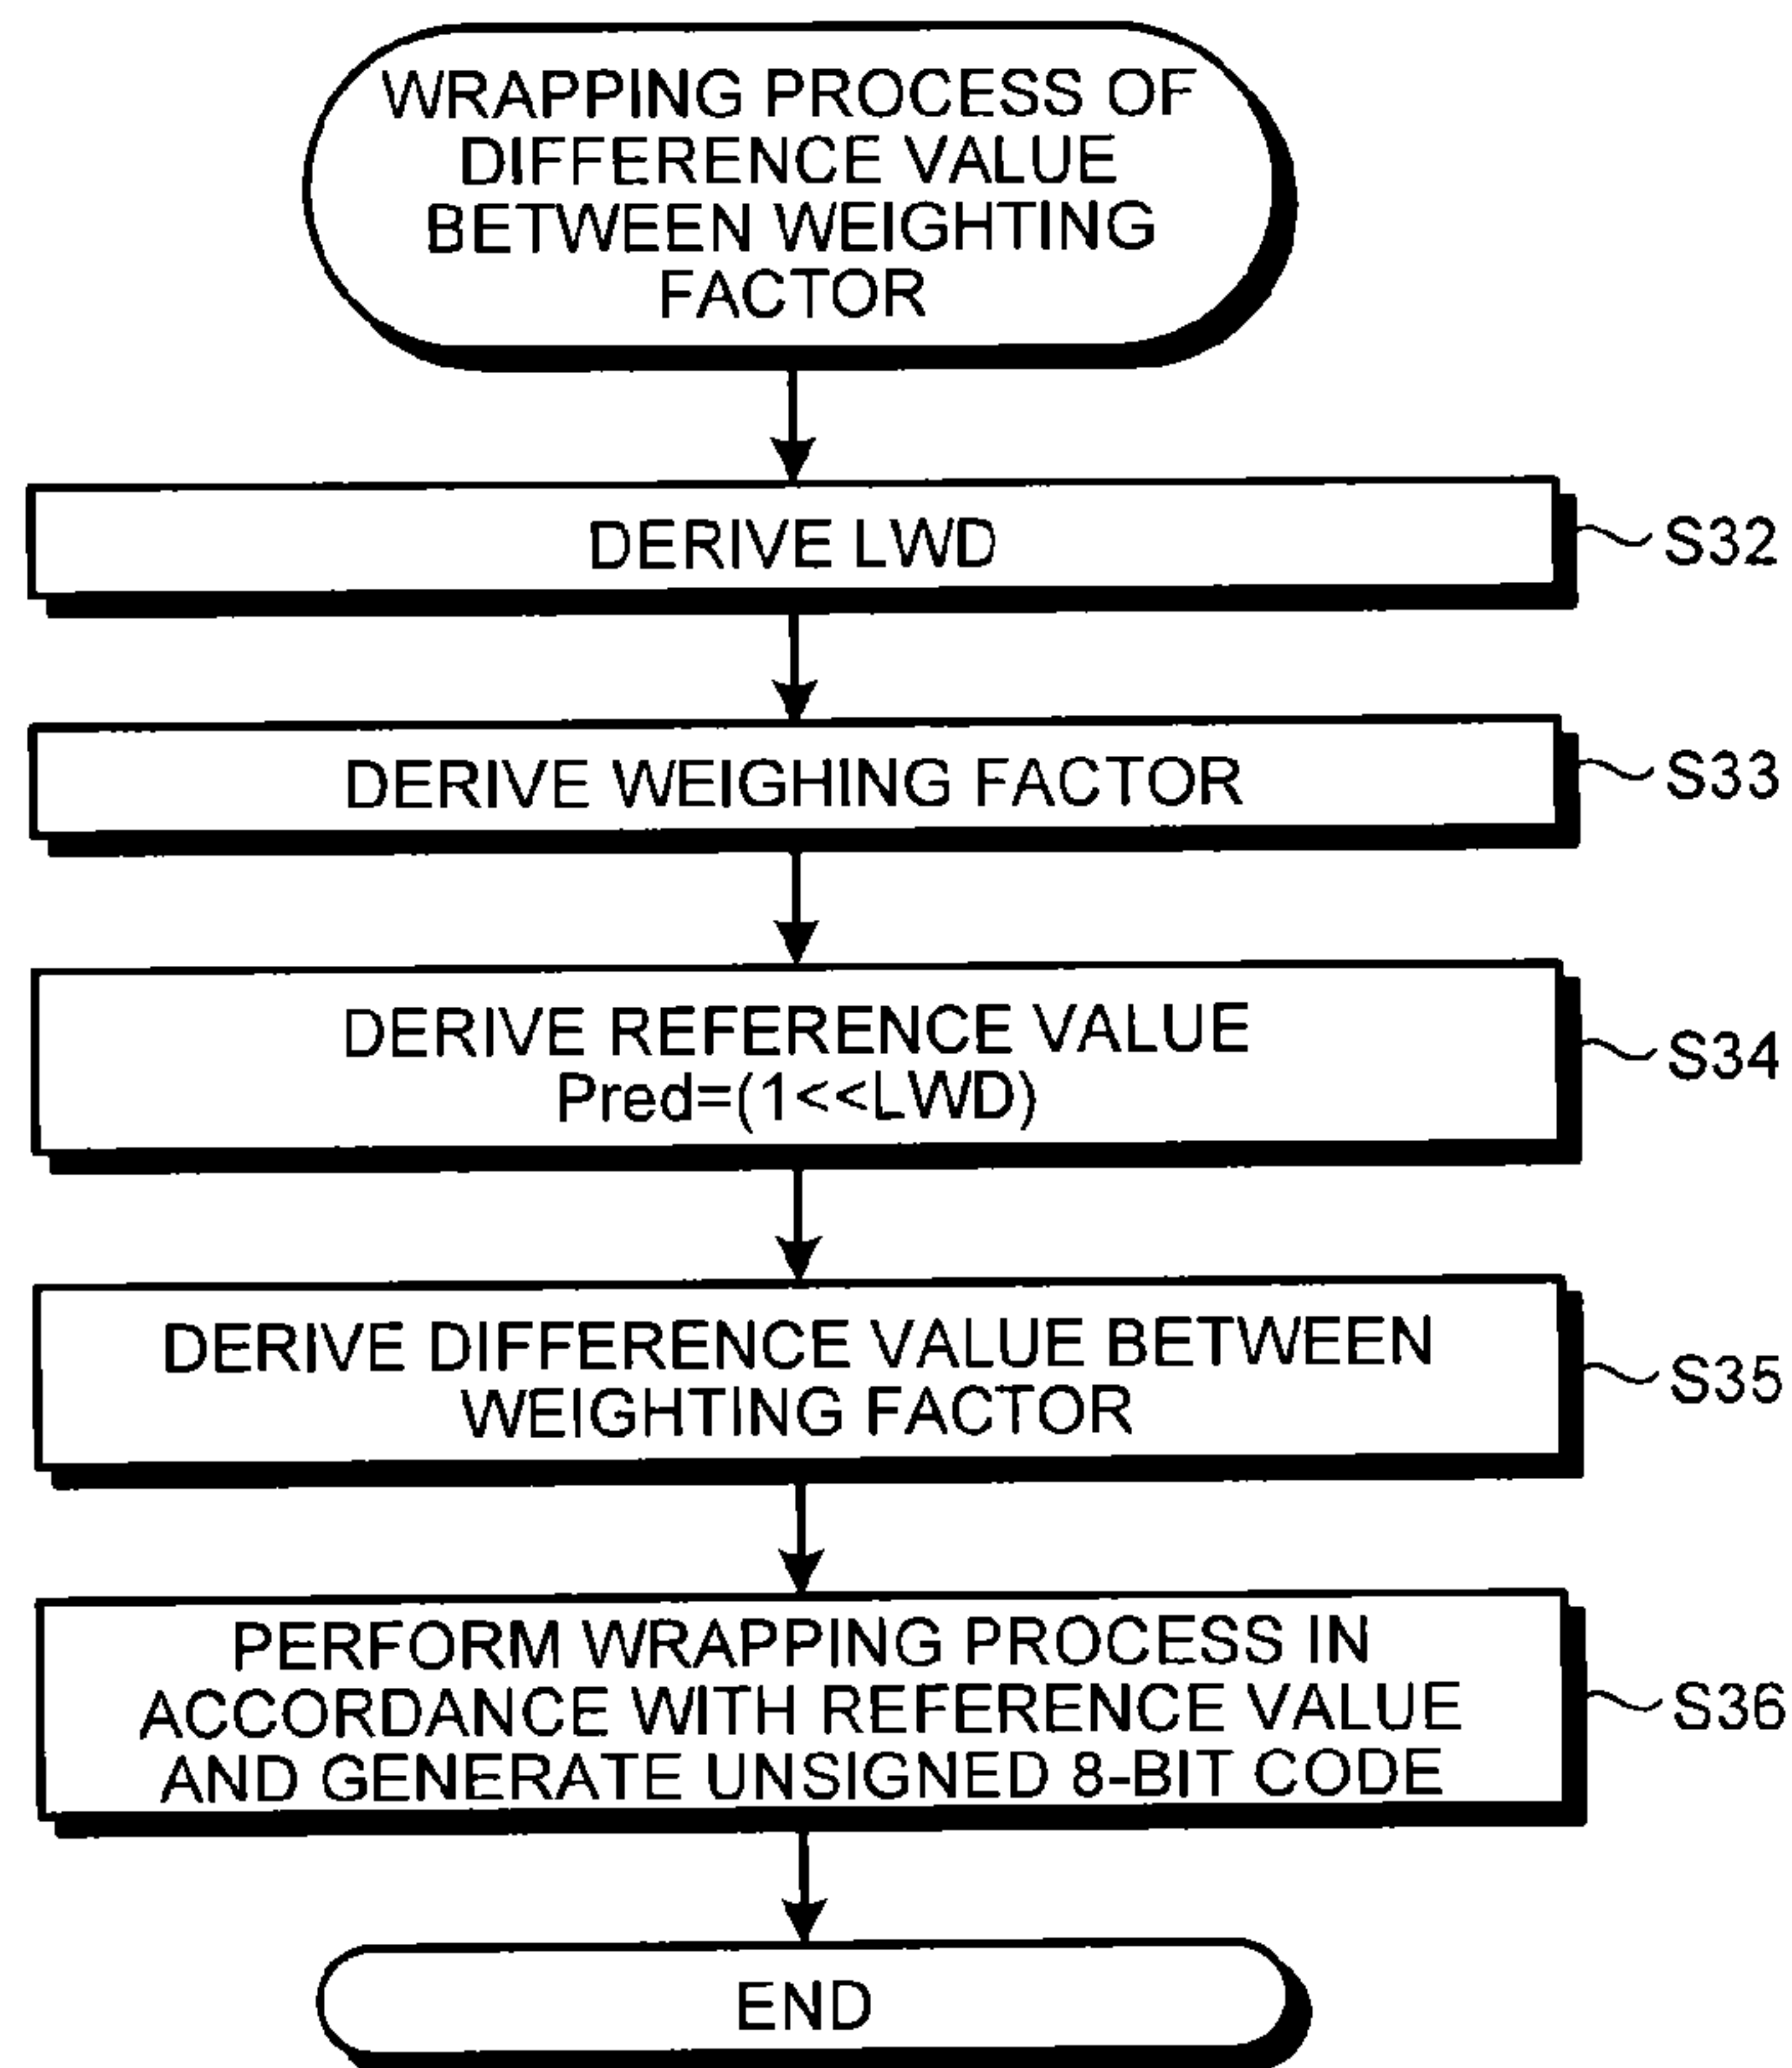 WRAPPING PROCESS OF
DIFFERENCE VALUE
BETWEEN WEIGHTING
FACTOR
DERIVE LWD
S32
DERIVE WEIGHING FACTOR
S33
DERIVE REFERENCE VALUE
Pred=(1<<LWD)
S34
DERIVE DIFFERENCE VALUE BETWEEN
WEIGHTING FACTOR
S35
PERFORM WRAPPING PROCESS IN
ACCORDANCE WITH REFERENCE VALUE
AND GENERATE UNSIGNED 8-BIT CODE
S36
END